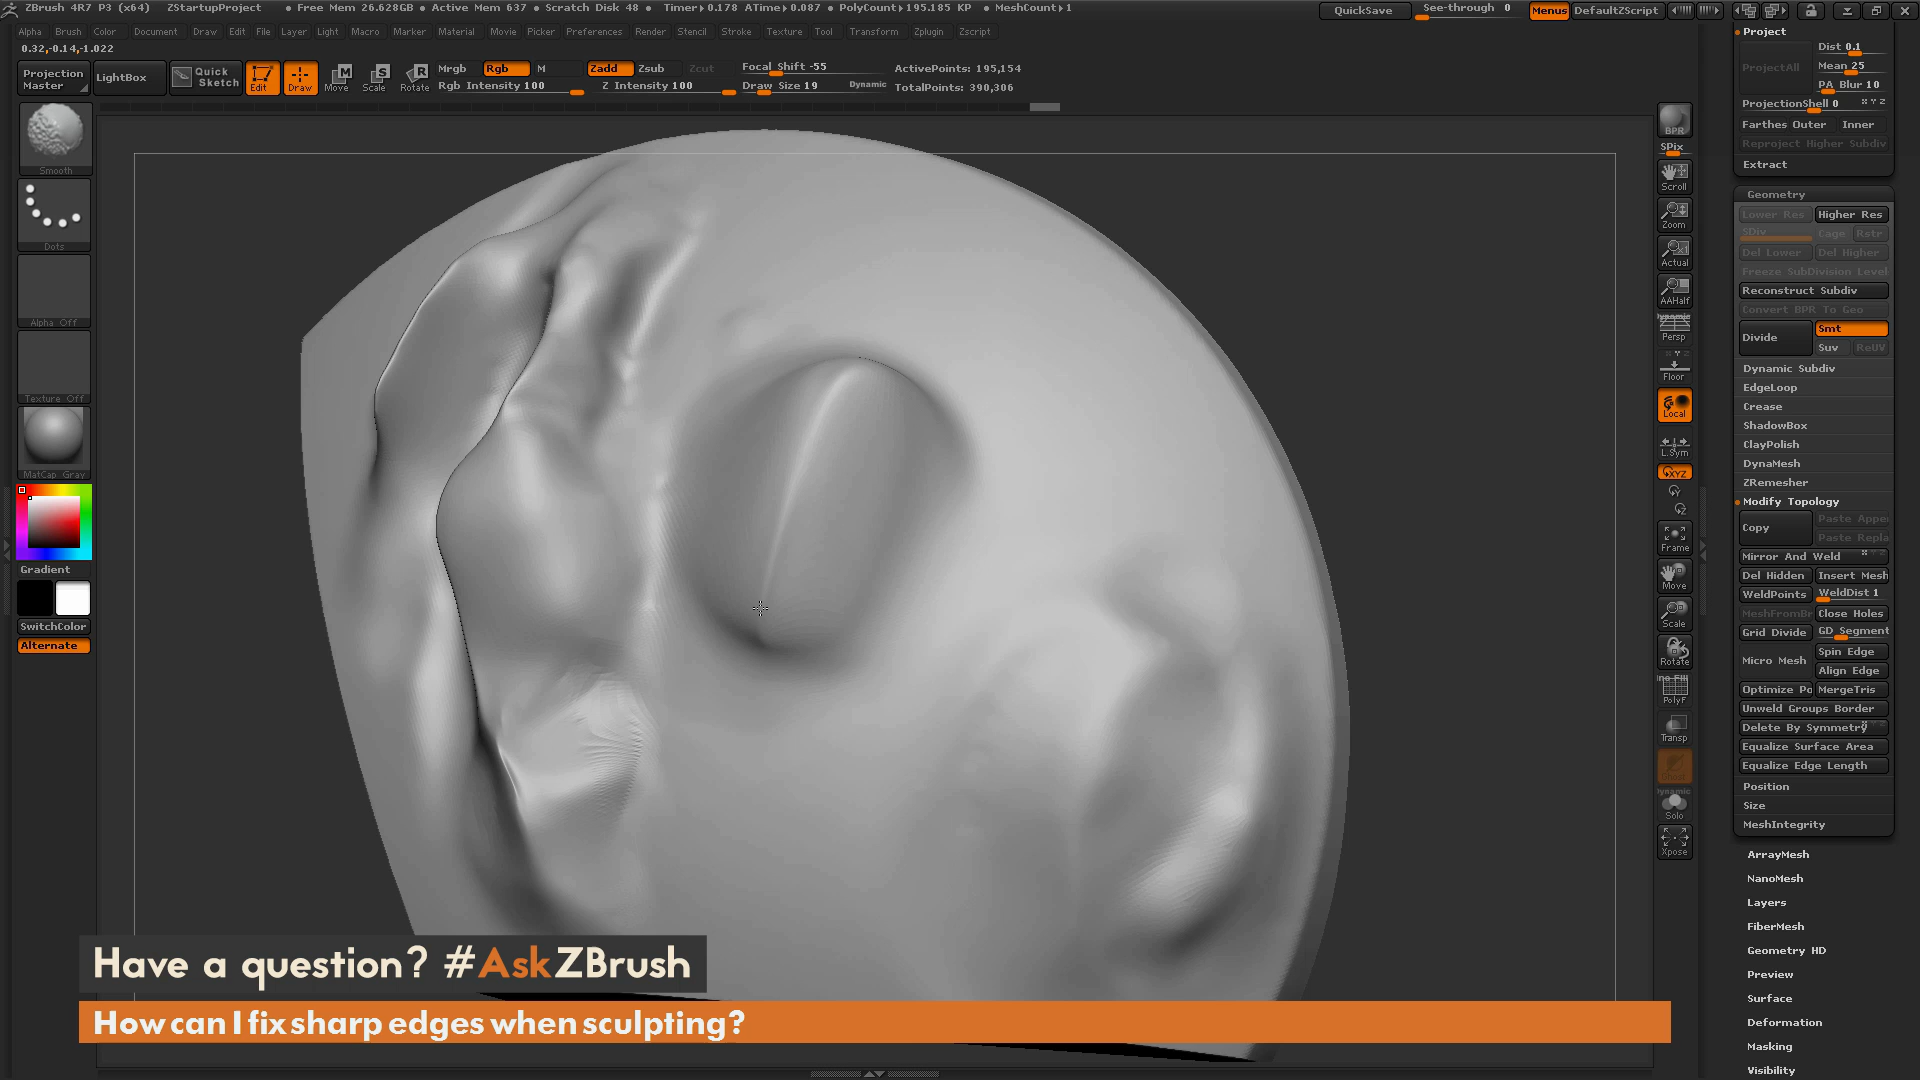 ZBrush 4R7 P3 (x64) ZStartupProject • Free Mem 26.628GB • Active Mem 637 • Scratch Disk 48 • Timer▸0.178 ATime▸0.087 • PolyCount▸195.185 KP • MeshCount▸1 QuickSave See-through 0 Menus DefaultZScript
Alpha Brush Color Document Draw Edit File Layer Light Macro Marker Material Movie Picker Preferences Render Stencil Stroke Texture Tool Transform Zplugin Zscript
0.32,-0.14,-1.022
Projection Master
LightBox
Quick Sketch
Edit
Draw
Move
Scale
Rotate
Mrgb Rgb M
Rgb Intensity 100
Zadd Zsub Zcut
Z Intensity 100
Focal Shift -55
Draw Size 19 Dynamic
ActivePoints: 195,154
TotalPoints: 390,306
Smooth
Dots
Alpha Off
Texture Off
MatCap Gray
Gradient
SwitchColor
Alternate
BPR
SPix
Scroll
Zoom
Actual
AAHalf
Dynamic
Persp
Floor
Local
L.Sym
XYZ
Frame
Move
Scale
Rotate
PolyF
Transp
Ghost
Dynamic
Solo
Xpose
Project
ProjectAll
Dist 0.1
Mean 25
PA Blur 10
ProjectionShell 0 X Y Z
Farthes Outer Inner
Reproject Higher Subdiv
Extract
Geometry
Lower Res Higher Res
SDiv Cage Rstr
Del Lower Del Higher
Freeze SubDivision Level
Reconstruct Subdiv
Convert BPR To Geo
Divide Smt
Suv ReUV
Dynamic Subdiv
EdgeLoop
Crease
ShadowBox
ClayPolish
DynaMesh
ZRemesher
Modify Topology
Copy Paste Appe
Paste Repla
Mirror And Weld
Del Hidden Insert Mesh
WeldPoints WeldDist 1
MeshFromBr Close Holes
Grid Divide GD Segment
Micro Mesh Spin Edge
Align Edge
Optimize Po MergeTris
Unweld Groups Border
Delete By Symmetry
Equalize Surface Area
Equalize Edge Length
Position
Size
MeshIntegrity
ArrayMesh
NanoMesh
Layers
FiberMesh
Geometry HD
Preview
Surface
Deformation
Masking
Visibility
Have a question? #AskZBrush
How can I fix sharp edges when sculpting?